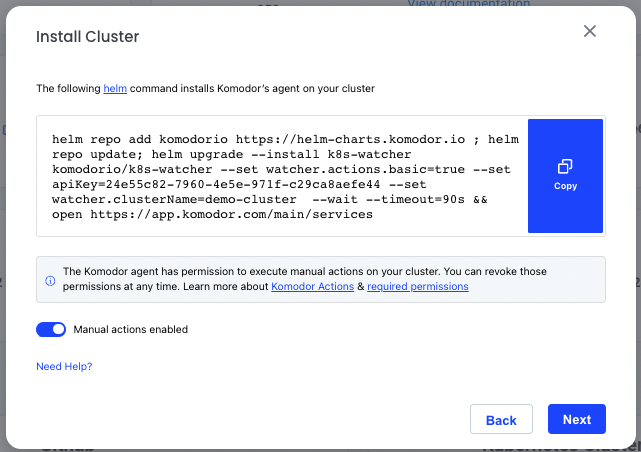 View documentation
Install Cluster
The following helm command installs Komodor's agent on your cluster
helm repo add komodorio https://helm-charts.komodor.io ; helm
repo update; helm upgrade --install k8s-watcher
komodorio/k8s-watcher --set watcher.actions.basic=true --set
apiKey=24e55c82-7960-4e5e-971f-c29ca8aefe44 --set
watcher.clusterName=demo-cluster  --wait --timeout=90s &&
open https://app.komodor.com/main/services
Copy
The Komodor agent has permission to execute manual actions on your cluster. You can revoke those
permissions at any time. Learn more about Komodor Actions & required permissions
Manual actions enabled
Need Help?
Back
Next